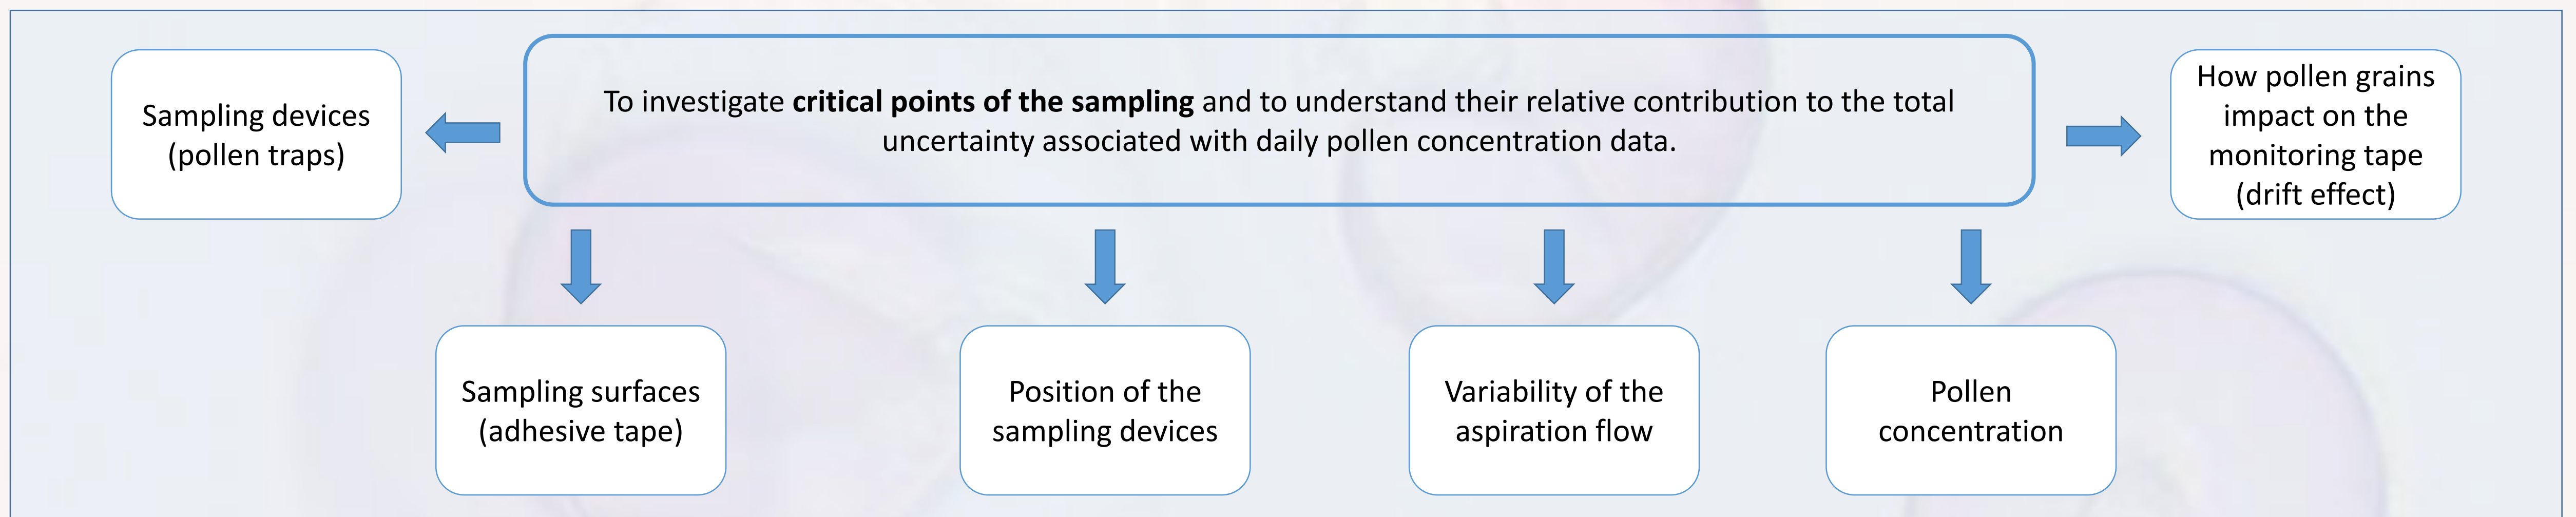 Sampling devices
(pollen traps)
To investigate critical points of the sampling and to understand their relative contribution to the total
uncertainty associated with daily pollen concentration data.
How pollen grains
impact on the
monitoring tape
(drift effect)
Sampling surfaces
(adhesive tape)
Position of the
sampling devices
Variability of the
aspiration flow
Pollen
concentration